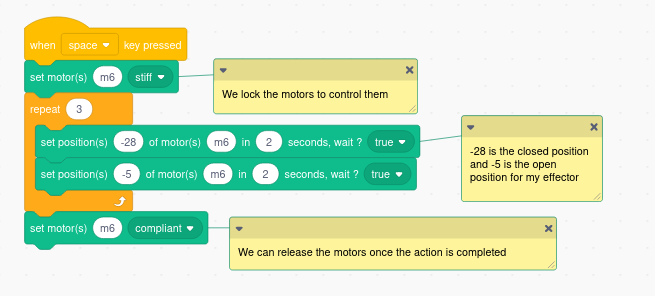 when space key pressed
set motor(s) m6 stiff
We lock the motors to control them
repeat 3
set position(s) -28 of motor(s) m6 in 2 seconds, wait ? true
-28 is the closed position
and -5 is the open
position for my effector
set position(s) -5 of motor(s) m6 in 2 seconds, wait ? true
set motor(s) m6 compliant
We can release the motors once the action is completed